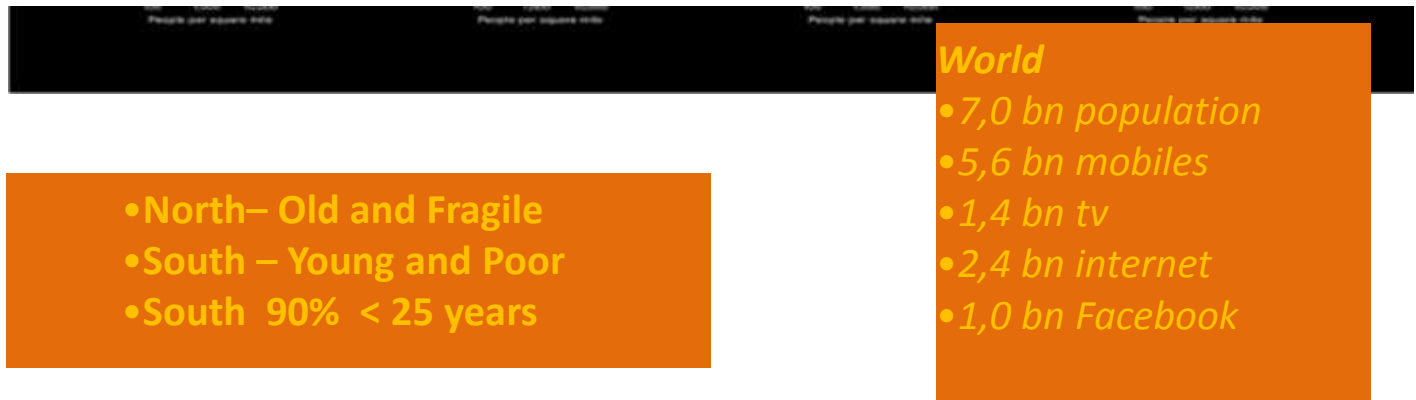 People per square mile People per square mile People per square mile People per square mile
World
•7,0 bn population
•5,6 bn mobiles
•1,4 bn tv
•2,4 bn internet
•1,0 bn Facebook
•North– Old and Fragile
•South – Young and Poor
•South 90% < 25 years